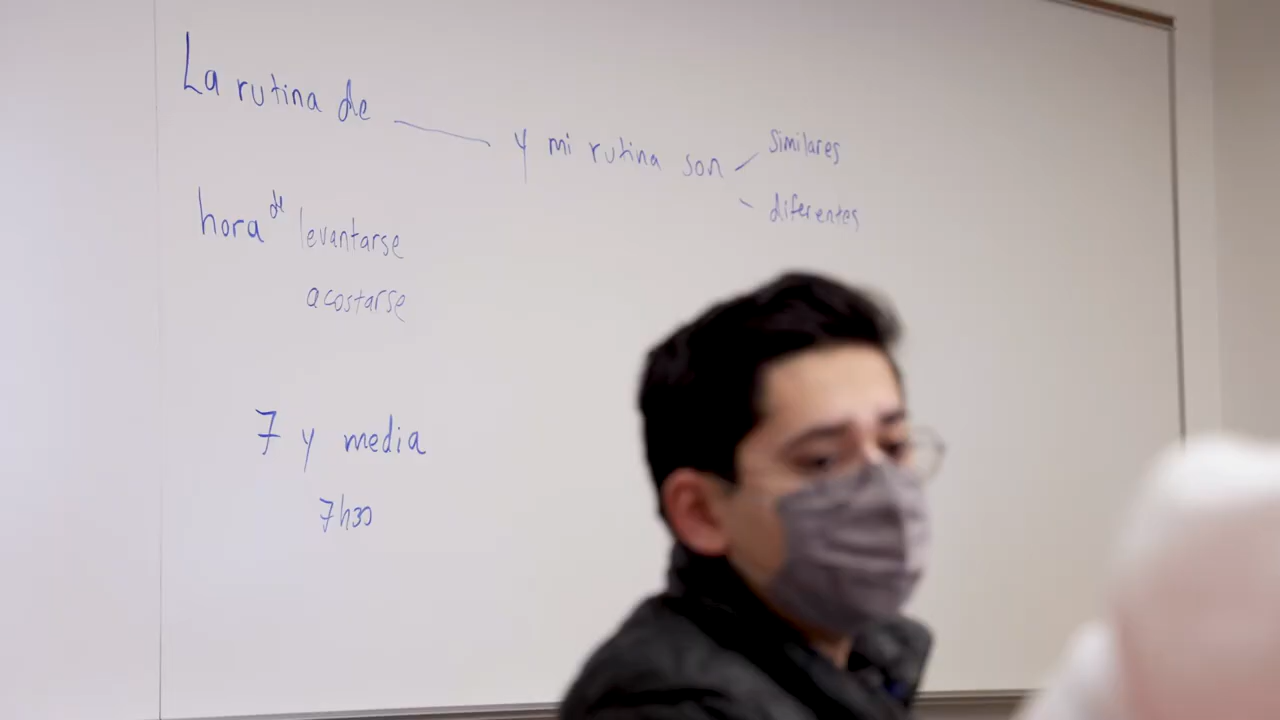 La rutina de ____ y mi rutina son
similares
diferentes
hora de levantarse
acostarse
7 y media
7h30